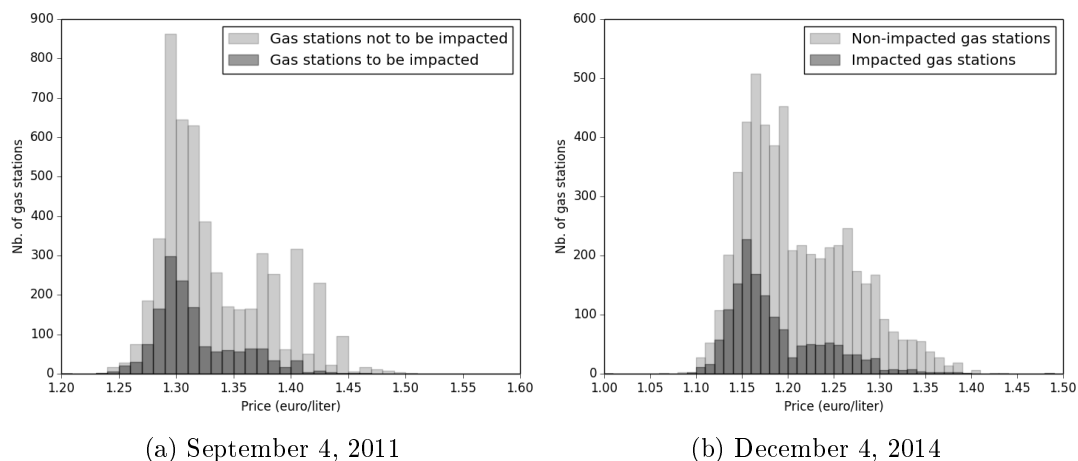 900
800
700
600
500
400
300
200
100
0
Nb. of gas stations
Gas stations not to be impacted
Gas stations to be impacted
1.20 1.25 1.30 1.35 1.40 1.45 1.50 1.55 1.60
Price (euro/liter)
(a) September 4, 2011
600
500
400
300
200
100
0
Nb. of gas stations
Non-impacted gas stations
Impacted gas stations
1.00 1.05 1.10 1.15 1.20 1.25 1.30 1.35 1.40 1.45 1.50
Price (euro/liter)
(b) December 4, 2014